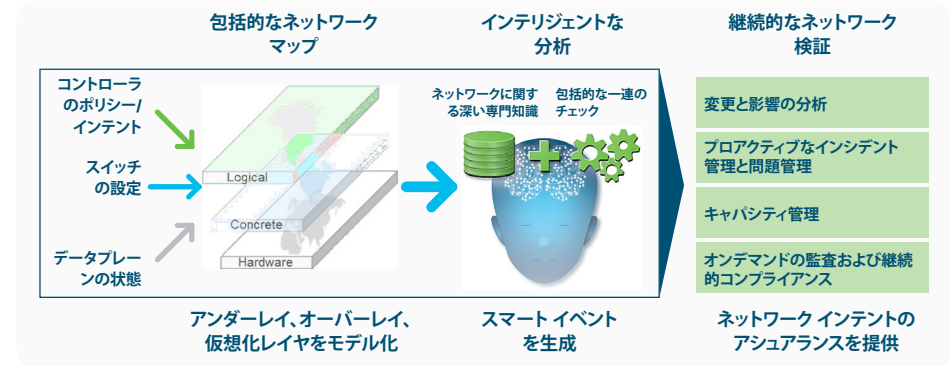 包括的なネットワーク
マップ
インテリジェントな
分析
継続的なネットワーク
検証
コントローラ
のポリシー/
インテント
スイッチ
の設定
データプレー
ンの状態
Logical
Concrete
Hardware
ネットワークに関す
る深い専門知識
包括的な一連の
チェック
変更と影響の分析
プロアクティブなインシデント
管理と問題管理
キャパシティ管理
オンデマンドの監査および継続
的コンプライアンス
アンダーレイ、オーバーレイ、
仮想化レイヤをモデル化
スマート イベント
を生成
ネットワーク インテントの
アシュアランスを提供